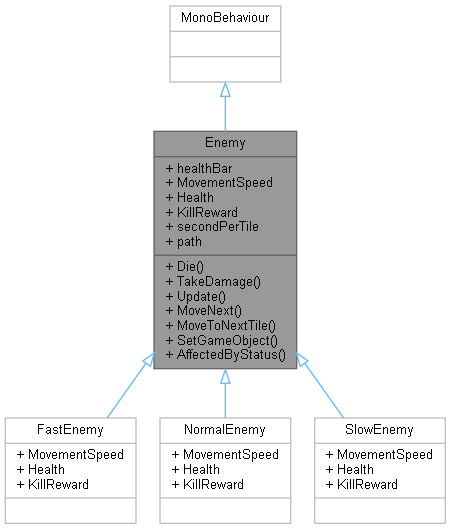 MonoBehaviour
Enemy
+ healthBar
+ MovementSpeed
+ Health
+ KillReward
+ secondPerTile
+ path
+ Die()
+ TakeDamage()
+ Update()
+ MoveNext()
+ MoveToNextTile()
+ SetGameObject()
+ AffectedByStatus()
FastEnemy
+ MovementSpeed
+ Health
+ KillReward
NormalEnemy
+ MovementSpeed
+ Health
+ KillReward
SlowEnemy
+ MovementSpeed
+ Health
+ KillReward